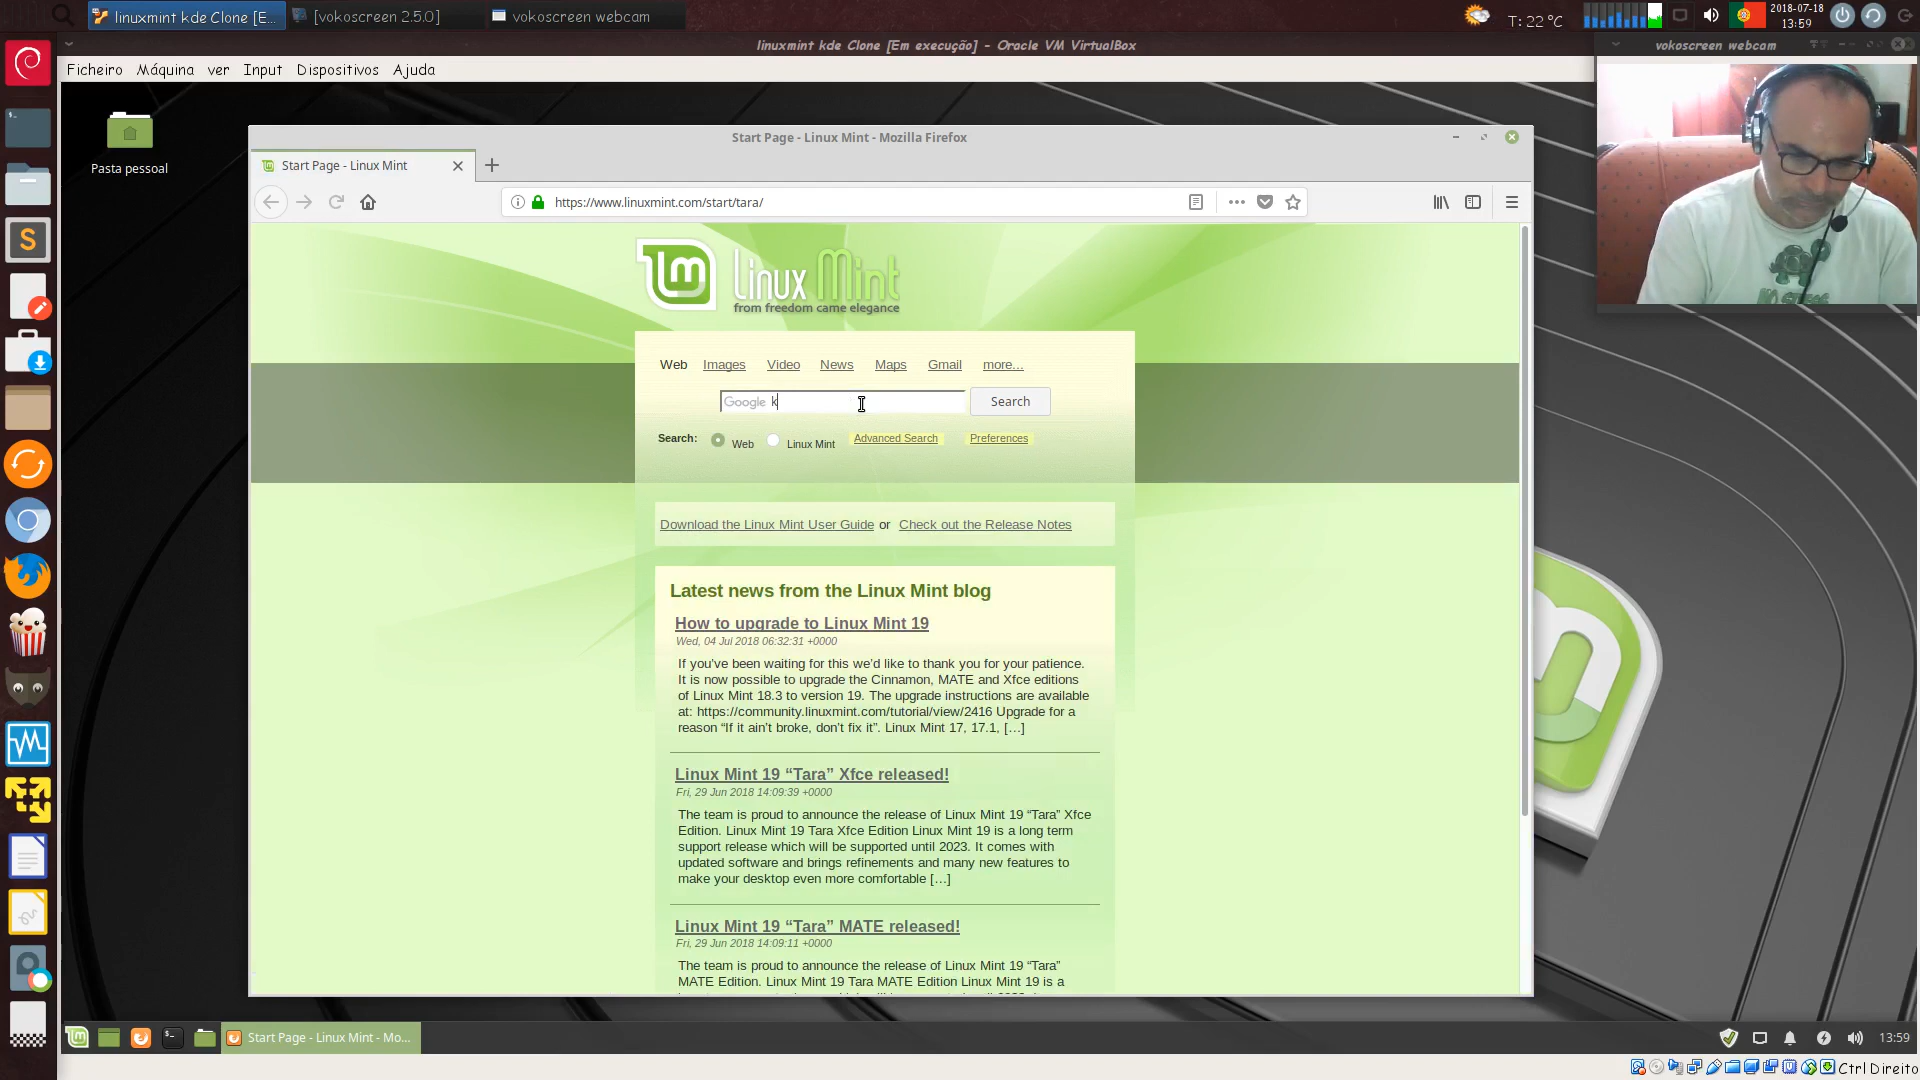 linuxmint kde Clone [E...
[vokoscreen 2.5.0]
vokoscreen webcam
T: 22 °C
2018-07-18
13:59
linuxmint kde Clone [Em execução] - Oracle VM VirtualBox
vokoscreen webcam
Ficheiro Máquina ver Input Dispositivos Ajuda
Pasta pessoal
Start Page - Linux Mint - Mozilla Firefox
Start Page - Linux Mint
https://www.linuxmint.com/start/tara/
Linux Mint
from freedom came elegance
Web Images Video News Maps Gmail more...
Google k
Search
Search: Web Linux Mint Advanced Search Preferences
Download the Linux Mint User Guide or Check out the Release Notes
Latest news from the Linux Mint blog
How to upgrade to Linux Mint 19
Wed, 04 Jul 2018 06:32:31 +0000
If you’ve been waiting for this we’d like to thank you for your patience.
It is now possible to upgrade the Cinnamon, MATE and Xfce editions
of Linux Mint 18.3 to version 19. The upgrade instructions are available
at: https://community.linuxmint.com/tutorial/view/2416 Upgrade for a
reason “If it ain’t broke, don’t fix it”. Linux Mint 17, 17.1, […]
Linux Mint 19 “Tara” Xfce released!
Fri, 29 Jun 2018 14:09:39 +0000
The team is proud to announce the release of Linux Mint 19 “Tara” Xfce
Edition. Linux Mint 19 Tara Xfce Edition Linux Mint 19 is a long term
support release which will be supported until 2023. It comes with
updated software and brings refinements and many new features to
make your desktop even more comfortable […]
Linux Mint 19 “Tara” MATE released!
Fri, 29 Jun 2018 14:09:11 +0000
The team is proud to announce the release of Linux Mint 19 “Tara”
MATE Edition. Linux Mint 19 Tara MATE Edition Linux Mint 19 is a
Start Page - Linux Mint - Mo...
13:59
Ctrl Direito